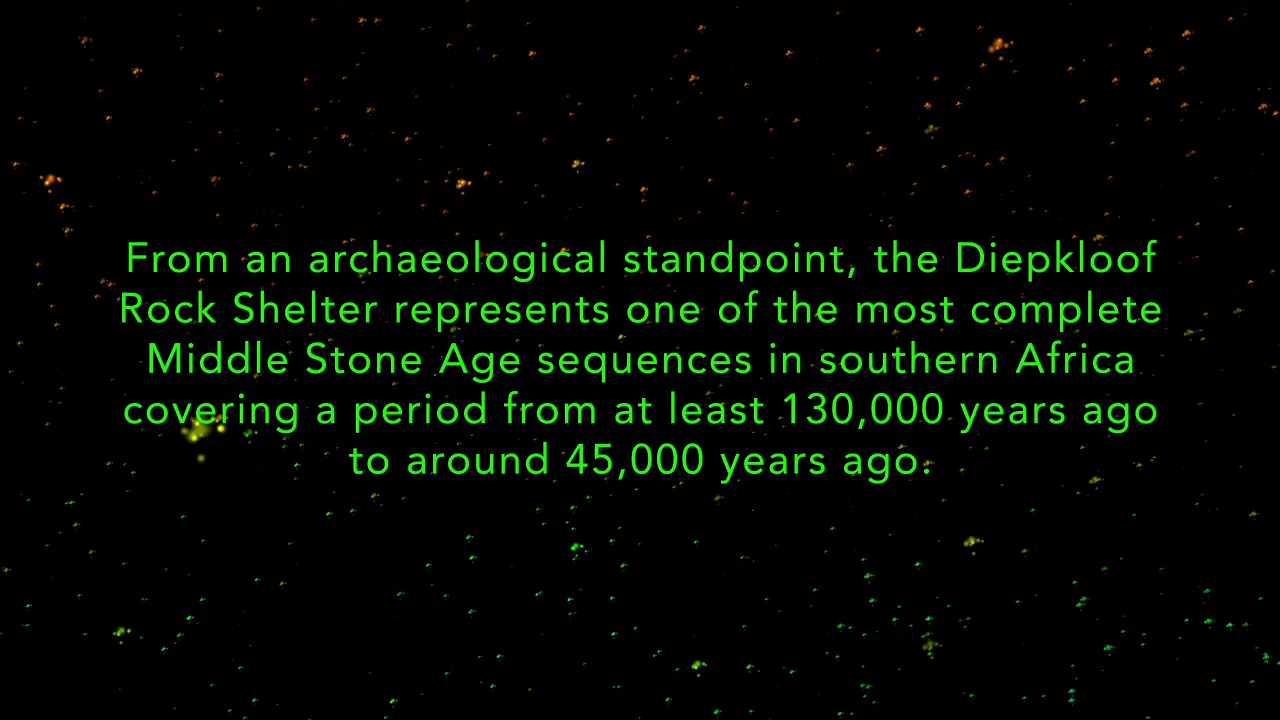 From an archaeological standpoint, the Diepkloof
Rock Shelter represents one of the most complete
Middle Stone Age sequences in southern Africa
covering a period from at least 130,000 years ago
to around 45,000 years ago.